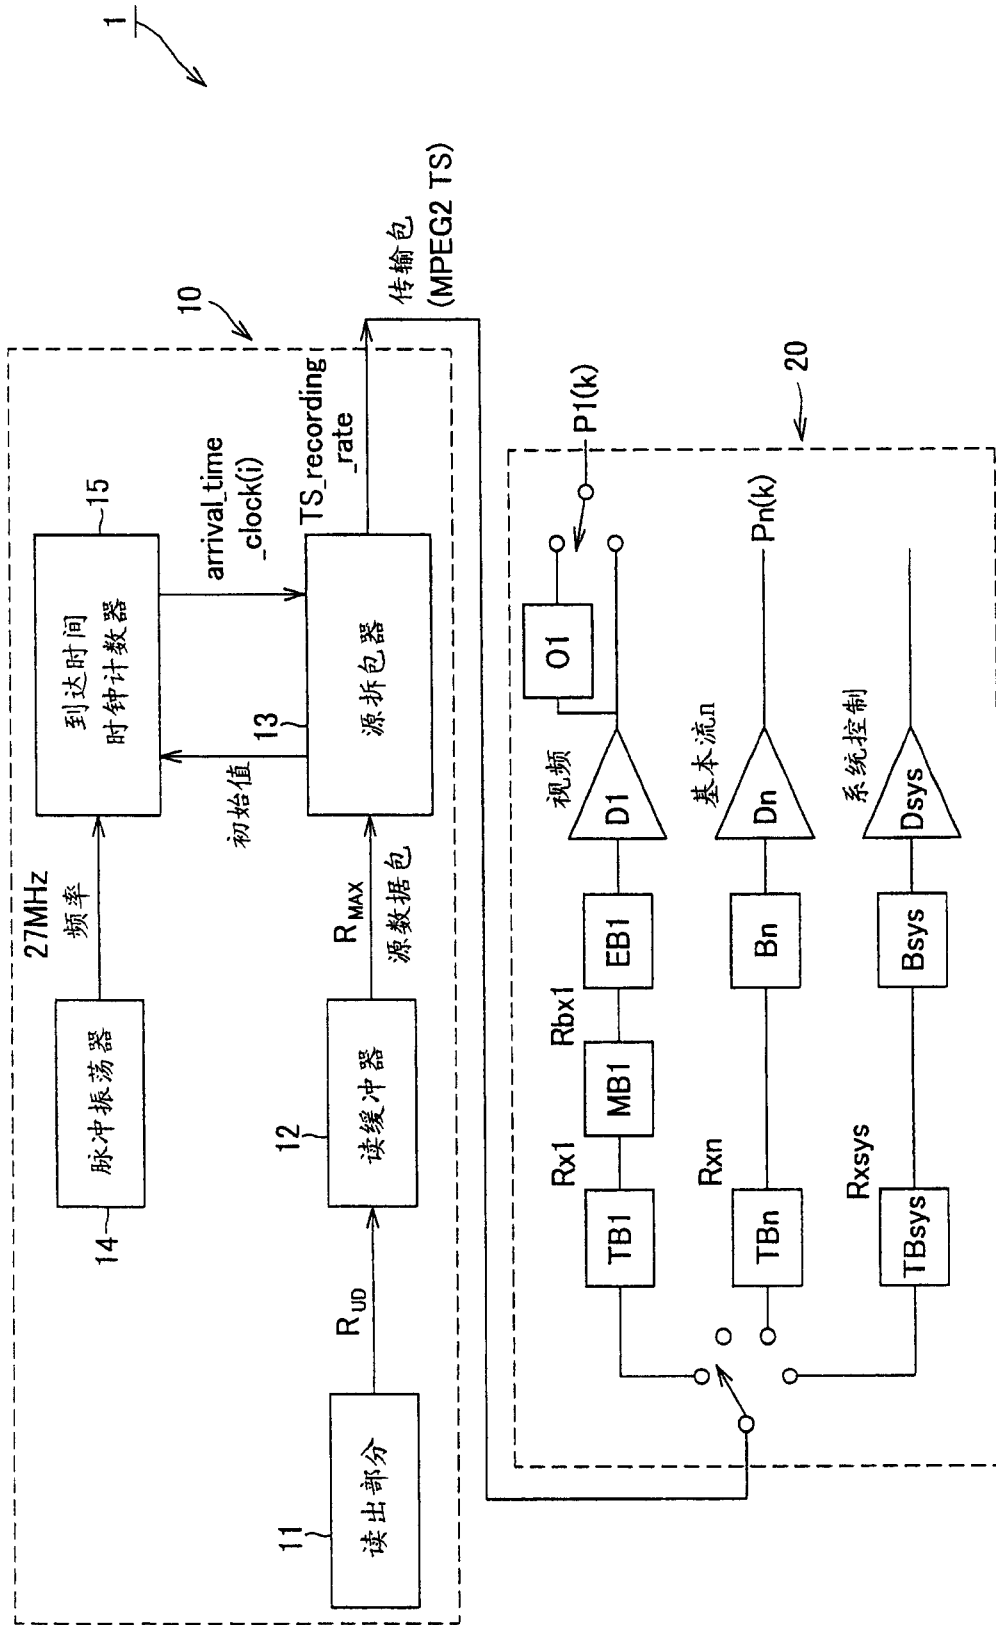 1
10
14
脉冲振荡器
27MHz
频率
15
到达时间
时钟计数器
初始值
arrival_time
_clock(i)
11
读出部分
R_UD
12
读缓冲器
R_MAX
源数据包
13
源拆包器
TS_recording
_rate
传输包
(MPEG2 TS)
20
TB1
Rx1
MB1
Rbx1
EB1
视频
D1
O1
P1(k)
TBn
Rxn
Bn
基本流n
Dn
Pn(k)
TBsys
Rxsys
Bsys
系统控制
Dsys